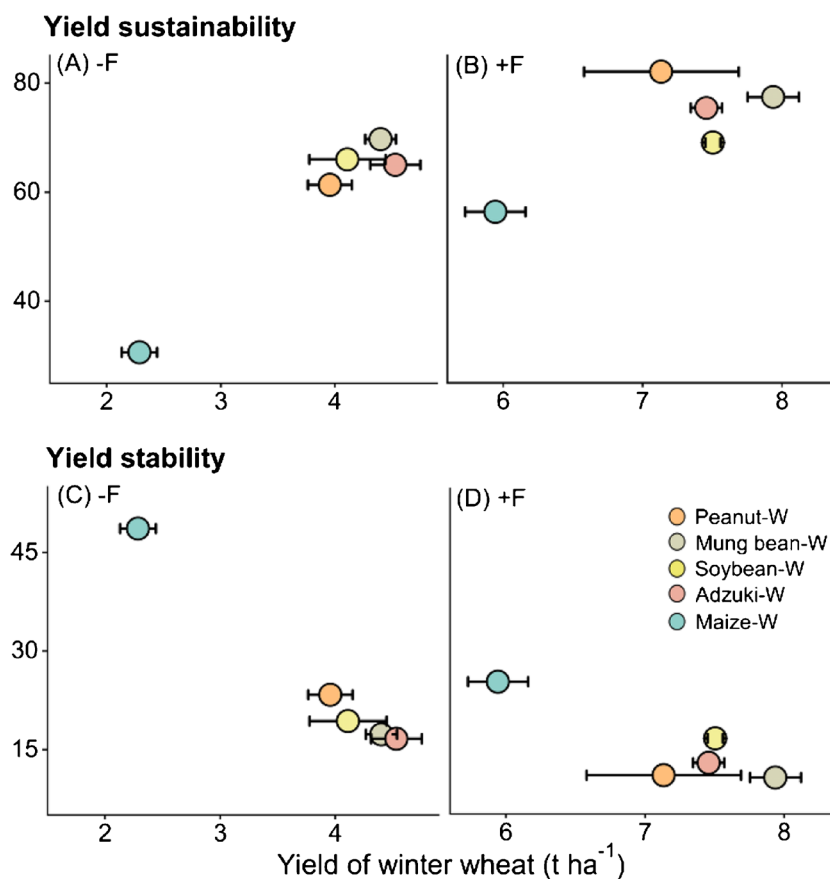 Yield sustainability
(A) -F
(B) +F
80
60
40
2 3 4
6 7 8
Yield stability
(C) -F
(D) +F
45
30
15
Peanut-W
Mung bean-W
Soybean-W
Adzuki-W
Maize-W
2 3 4
6 7 8
Yield of winter wheat (t ha⁻¹)